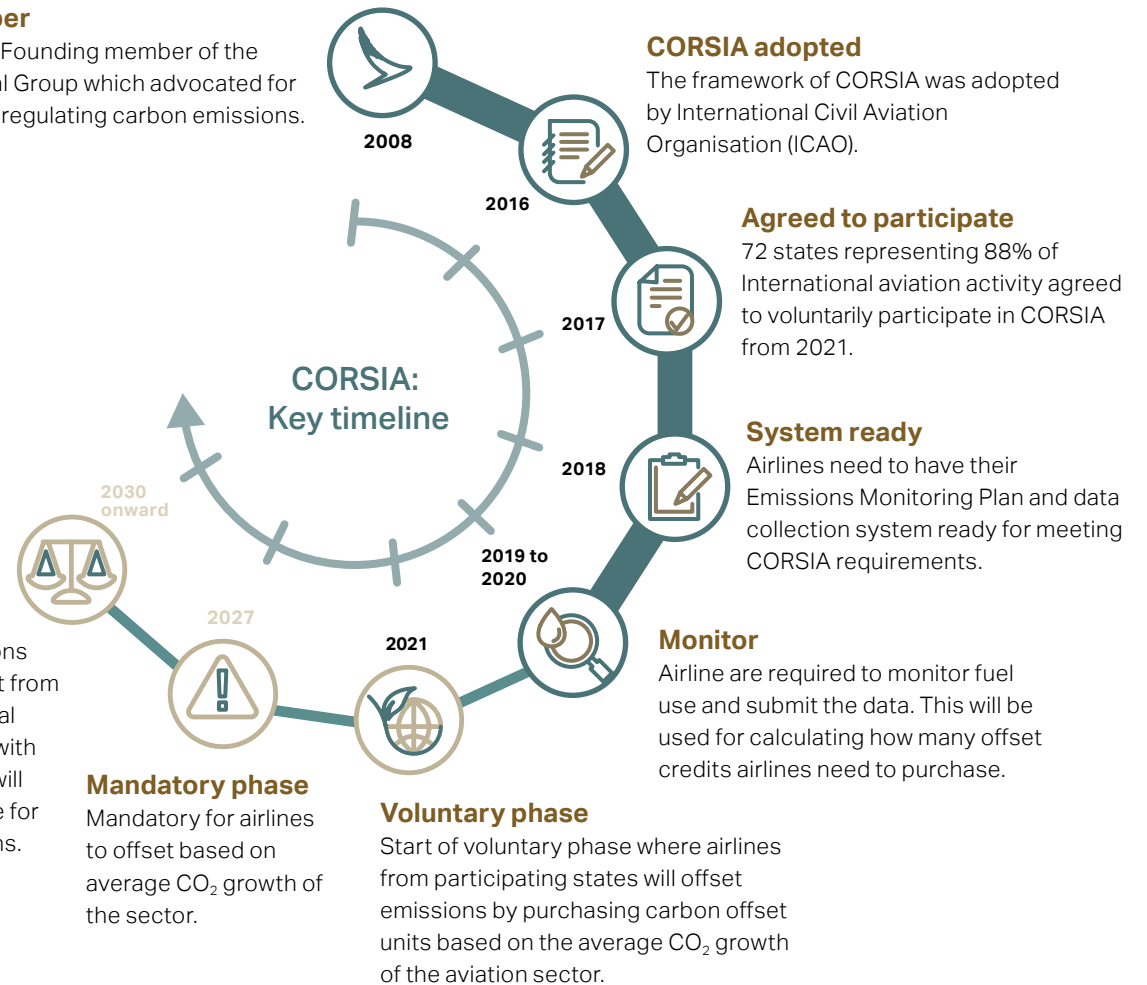 Founding member of the
Group which advocated for
regulating carbon emissions.
2008
CORSIA adopted
The framework of CORSIA was adopted
by International Civil Aviation
Organisation (ICAO).
2016
Agreed to participate
72 states representing 88% of
International aviation activity agreed
to voluntarily participate in CORSIA
from 2021.
2017
CORSIA:
Key timeline
System ready
Airlines need to have their
Emissions Monitoring Plan and data
collection system ready for meeting
CORSIA requirements.
2018
2019 to
2020
Monitor
Airline are required to monitor fuel
use and submit the data. This will be
used for calculating how many offset
credits airlines need to purchase.
2021
Voluntary phase
Start of voluntary phase where airlines
from participating states will offset
emissions by purchasing carbon offset
units based on the average CO₂ growth
of the aviation sector.
2027
Mandatory phase
Mandatory for airlines
to offset based on
average CO₂ growth of
the sector.
2030
onward
from
with
for